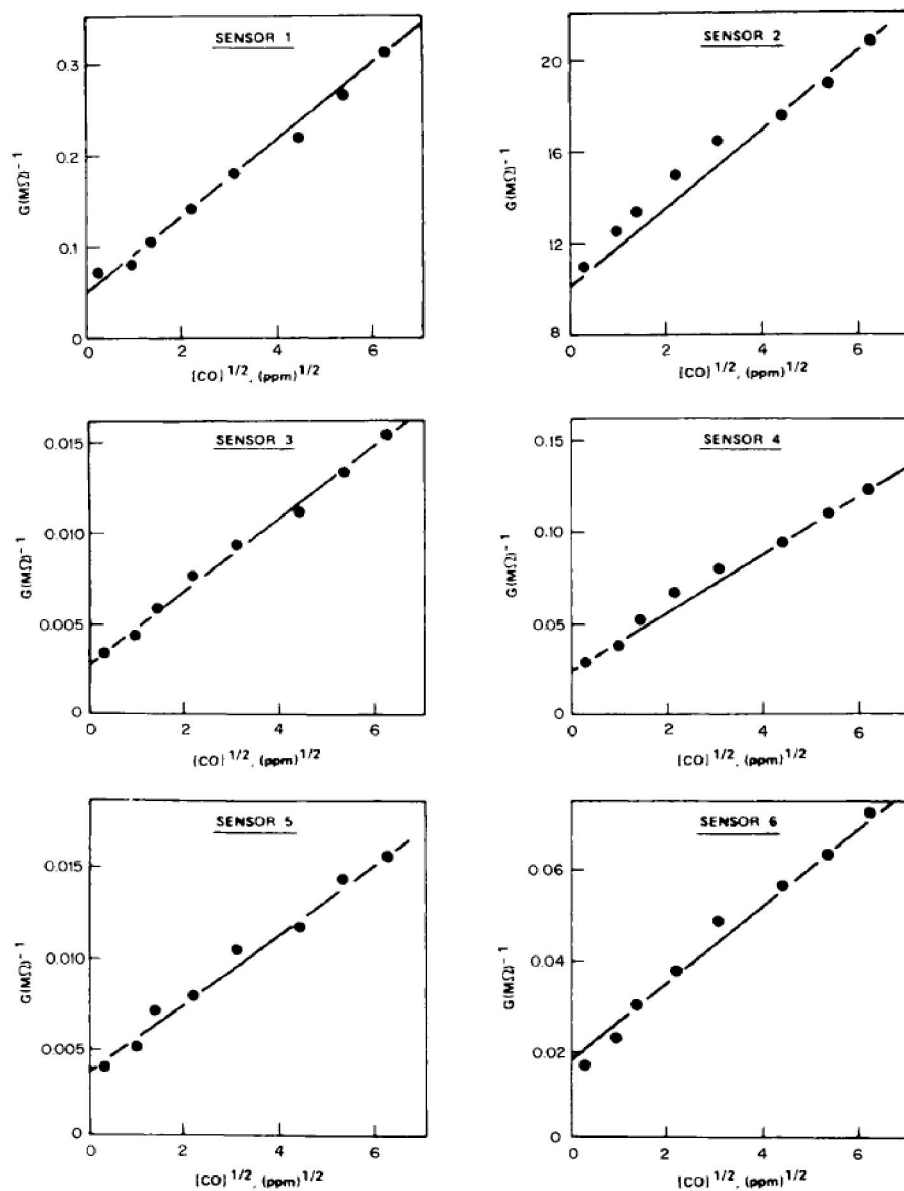 SENSOR 1
0.3
0.2
0.1
0
G(MΩ)⁻¹
0 2 4 6
[CO] 1/2, (ppm)1/2
SENSOR 2
20
16
12
8
G(MΩ)⁻¹
0 2 4 6
[CO] 1/2, (ppm)1/2
SENSOR 3
0.015
0.010
0.005
0
G(MΩ)⁻¹
0 2 4 6
[CO] 1/2, (ppm)1/2
SENSOR 4
0.15
0.10
0.05
0
G(MΩ)⁻¹
0 2 4 6
[CO] 1/2, (ppm)1/2
SENSOR 5
0.015
0.010
0.005
0
G(MΩ)⁻¹
0 2 4 6
[CO] 1/2, (ppm)1/2
SENSOR 6
0.06
0.04
0.02
0
G(MΩ)⁻¹
0 2 4 6
[CO] 1/2, (ppm)1/2